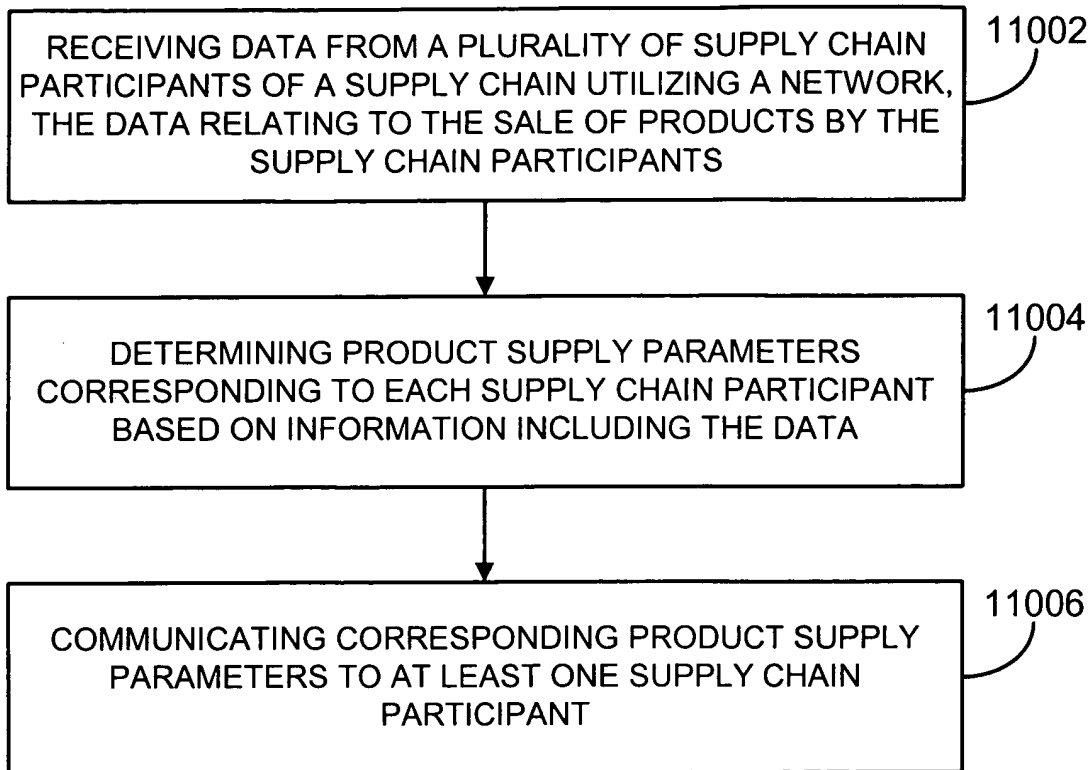 RECEIVING DATA FROM A PLURALITY OF SUPPLY CHAIN
PARTICIPANTS OF A SUPPLY CHAIN UTILIZING A NETWORK,
THE DATA RELATING TO THE SALE OF PRODUCTS BY THE
SUPPLY CHAIN PARTICIPANTS
11002
DETERMINING PRODUCT SUPPLY PARAMETERS
CORRESPONDING TO EACH SUPPLY CHAIN PARTICIPANT
BASED ON INFORMATION INCLUDING THE DATA
11004
COMMUNICATING CORRESPONDING PRODUCT SUPPLY
PARAMETERS TO AT LEAST ONE SUPPLY CHAIN
PARTICIPANT
11006